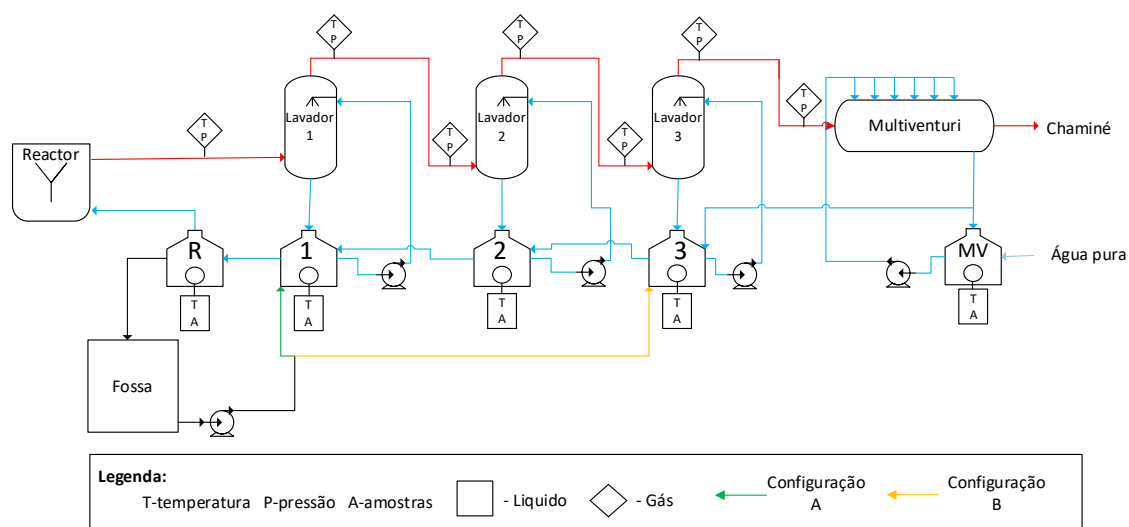 T
P
T
P
T
P
T
P
Reactor
Lavador
1
T
P
Lavador
2
T
P
Lavador
3
T
P
Multiventuri
Chaminé
R
1
2
3
MV
Água pura
T
A
T
A
T
A
T
A
T
A
Fossa
Legenda:
T-temperatura P-pressão A-amostras
- Liquido
- Gás
Configuração
A
Configuração
B